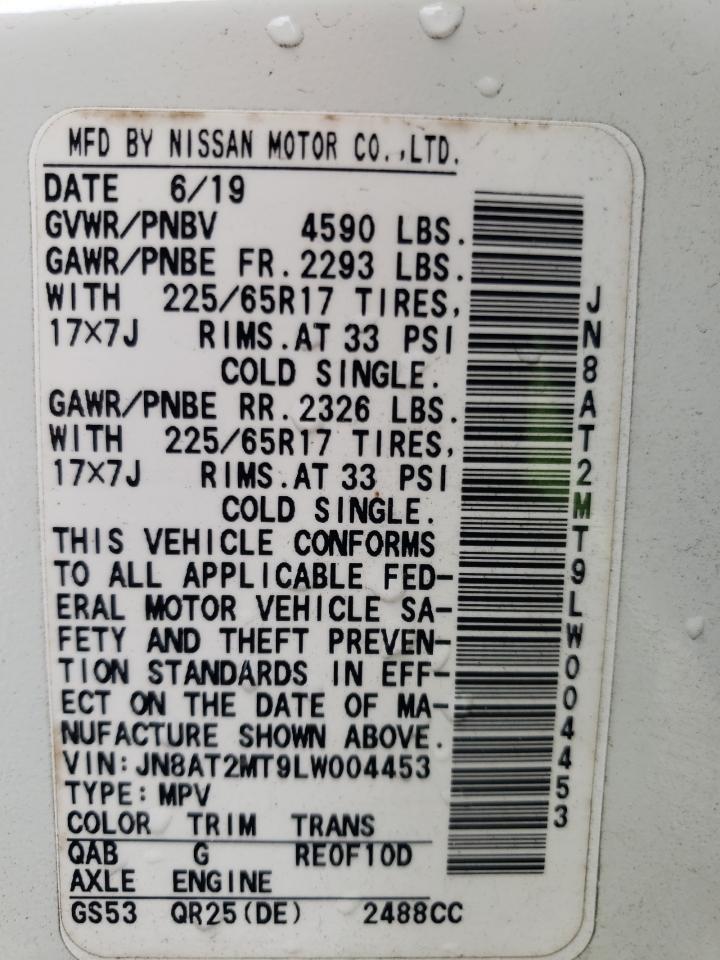 MFD BY NISSAN MOTOR CO.,LTD.
DATE 6/19
GVWR/PNBV 4590 LBS.
GAWR/PNBE FR.2293 LBS.
WITH 225/65R17 TIRES,
17×7J RIMS.AT 33 PSI
COLD SINGLE.
GAWR/PNBE RR.2326 LBS.
WITH 225/65R17 TIRES,
17×7J RIMS.AT 33 PSI
COLD SINGLE.
THIS VEHICLE CONFORMS
TO ALL APPLICABLE FED-
ERAL MOTOR VEHICLE SA-
FETY AND THEFT PREVEN-
TION STANDARDS IN EFF-
ECT ON THE DATE OF MA-
NUFACTURE SHOWN ABOVE.
VIN:JN8AT2MT9LW004453
TYPE:MPV
COLOR TRIM TRANS
QAB G RE0F10D
AXLE ENGINE
GS53 QR25(DE) 2488CC
JN8AT2MT9LW004453